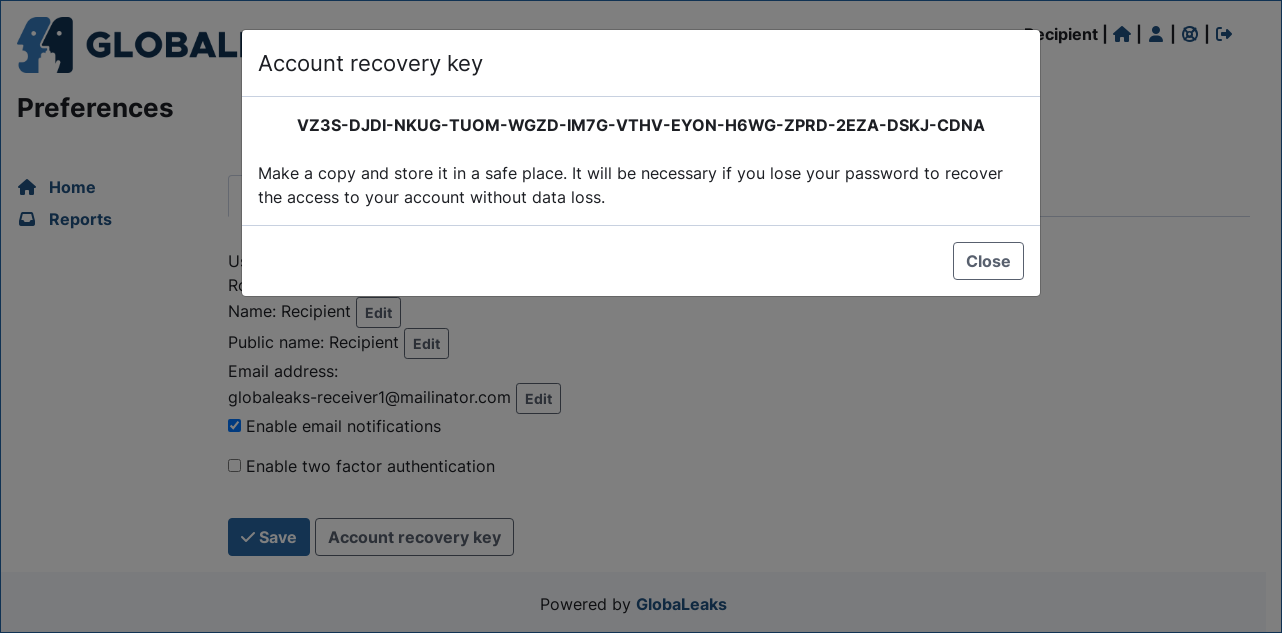 GLOBAL
Recipient | | | |
Preferences
Account recovery key
VZ3S-DJDI-NKUG-TUOM-WGZD-IM7G-VTHV-EYON-H6WG-ZPRD-2EZA-DSKJ-CDNA
Make a copy and store it in a safe place. It will be necessary if you lose your password to recover
the access to your account without data loss.
Close
Home
Reports
Name: Recipient Edit
Public name: Recipient Edit
Email address:
globaleaks-receiver1@mailinator.com Edit
Enable email notifications
Enable two factor authentication
Save Account recovery key
Powered by GlobaLeaks